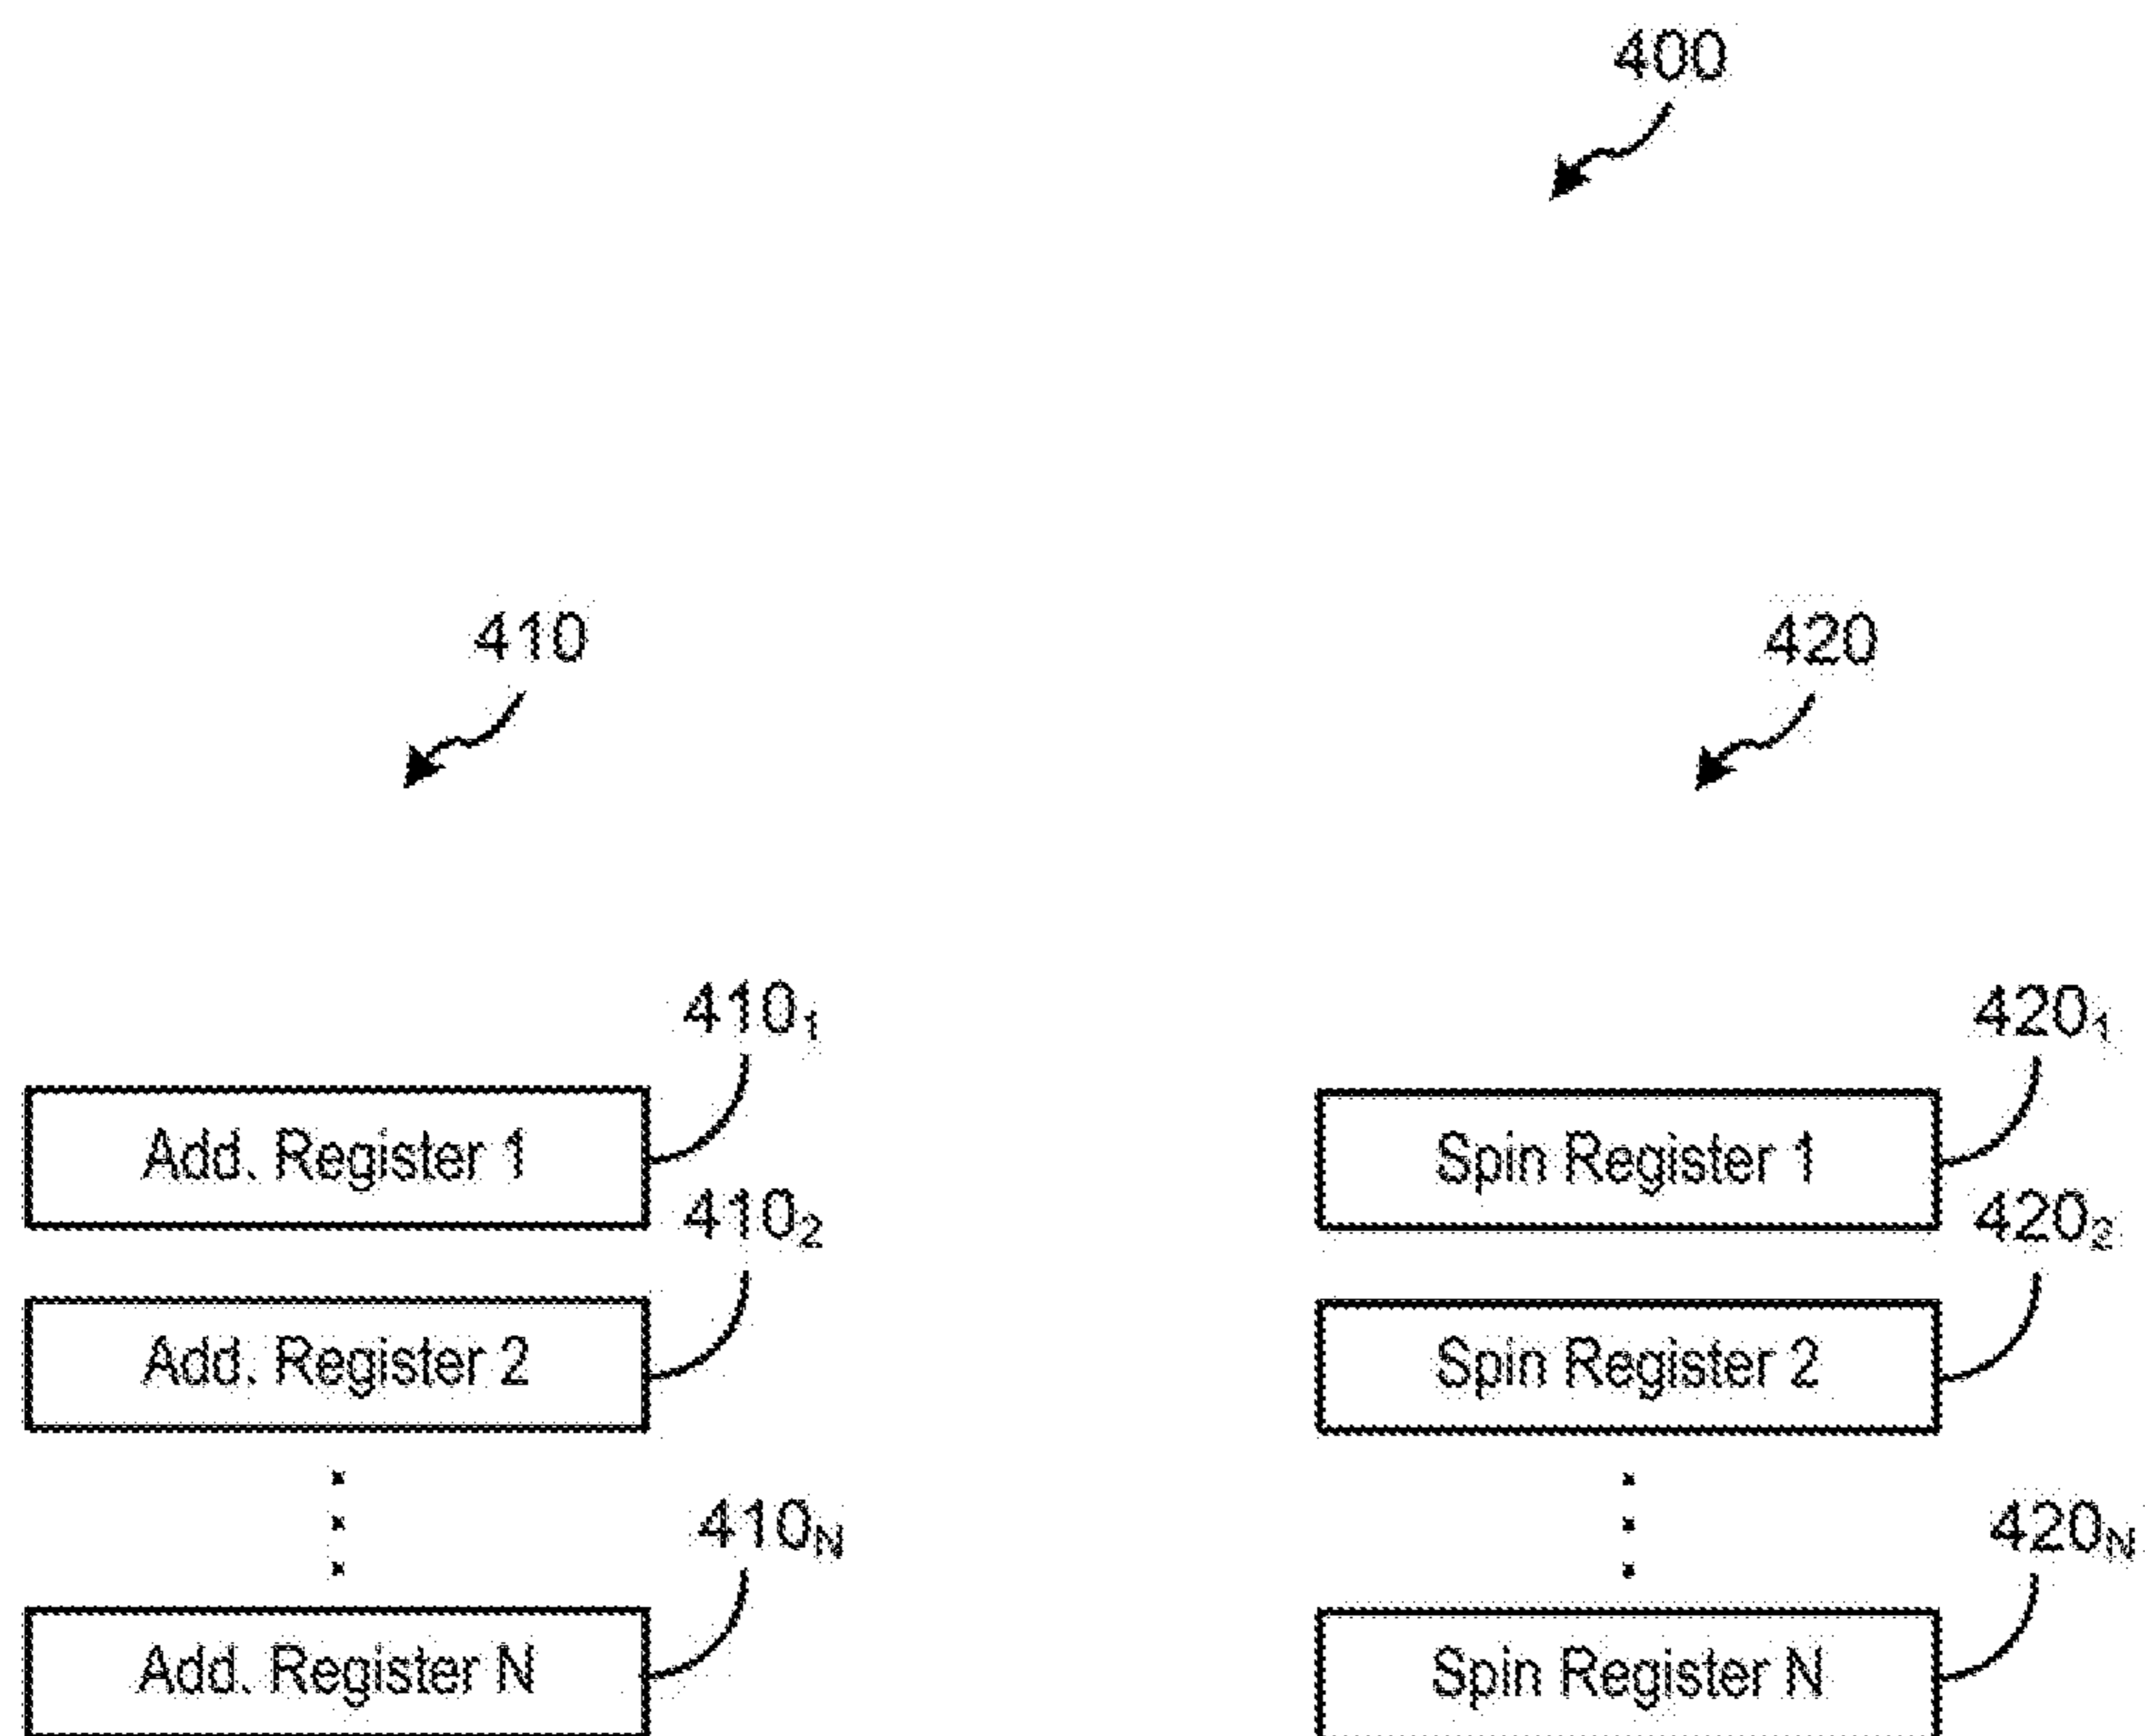 400
410
420
410₁
420₁
Add. Register 1
Spin Register 1
410₂
420₂
Add. Register 2
Spin Register 2
410N
420N
Add. Register N
Spin Register N